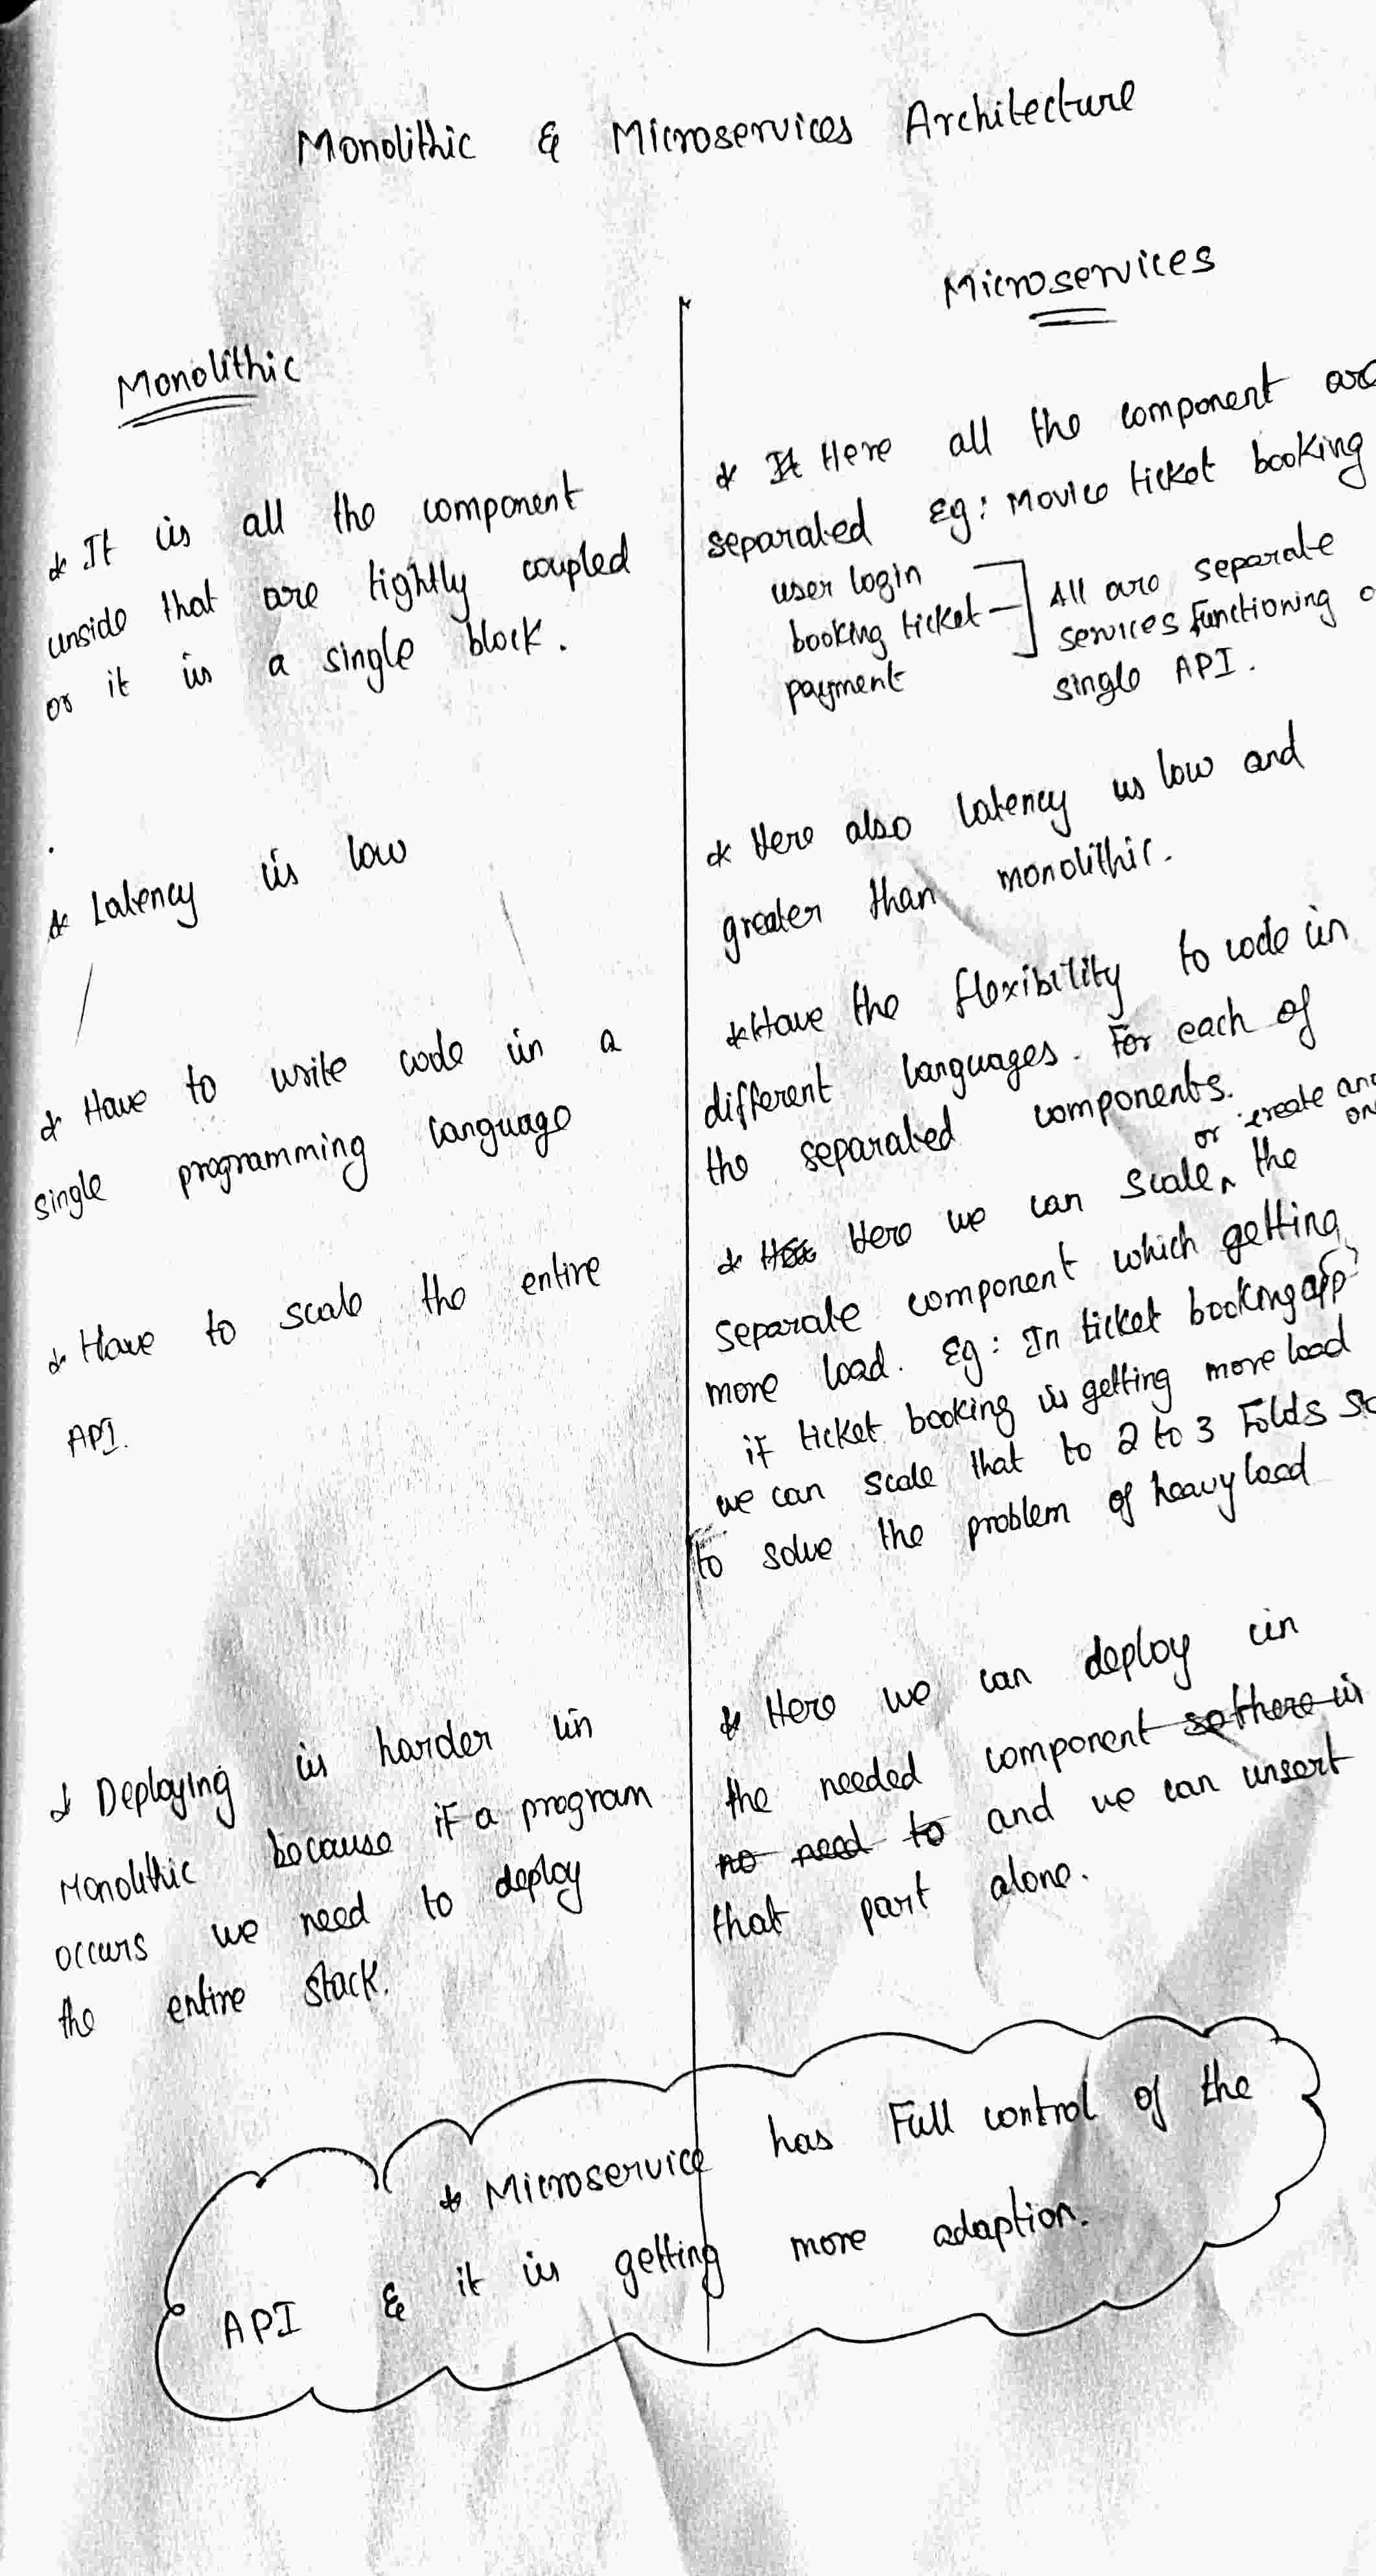 Monolithic & Microservices Architecture
Monolithic
* It is all the component
inside that are tightly coupled
or it is a single block.
* Latency is low
* Have to write code in a
single programming language
* Have to scale the entire
API.
* Deploying is harder in
Monolithic because if a program
occurs we need to deploy
the entire stack.
Microservices
* It Here all the component are
separated Eg: Movie ticket booking
user login
booking ticket
payment
All are separate
services functioning
single API.
* Here also latency is low and
greater than monolithic.
* Have the flexibility to code in
different languages. For each of
the separated components.
or create
* Here we can scale the
separate component which getting
more load. Eg: In ticket booking app
if ticket booking is getting more load
we can scale that to 2 to 3 Folds
to solve the problem of heavy load
* Here we can deploy in
the needed component so there is
no need to and we can insert
that part alone.
* Microservice has Full control of the
API & it is getting more adaption.